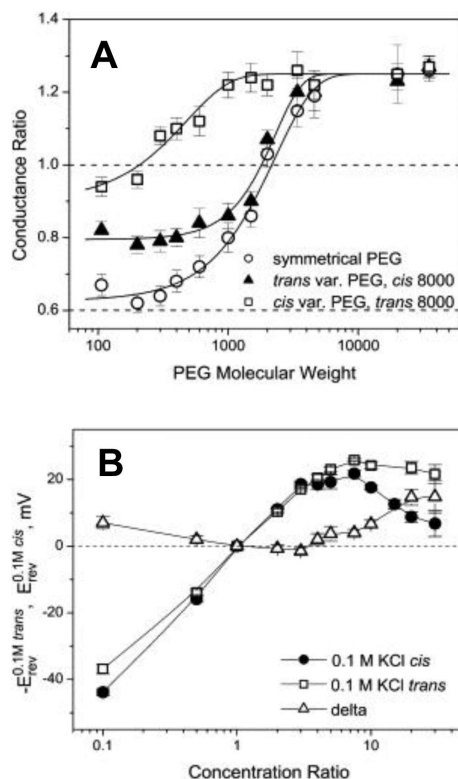 A
1.4
1.2
1.0
0.8
0.6
Conductance Ratio
symmetrical PEG
trans var. PEG, cis 8000
cis var. PEG, trans 8000
100
1000
10000
PEG Molecular Weight
B
20
0
-20
-40
-E rev 0.1M trans, E rev 0.1M cis, mV
0.1 M KCl cis
0.1 M KCl trans
delta
0.1
1
10
Concentration Ratio